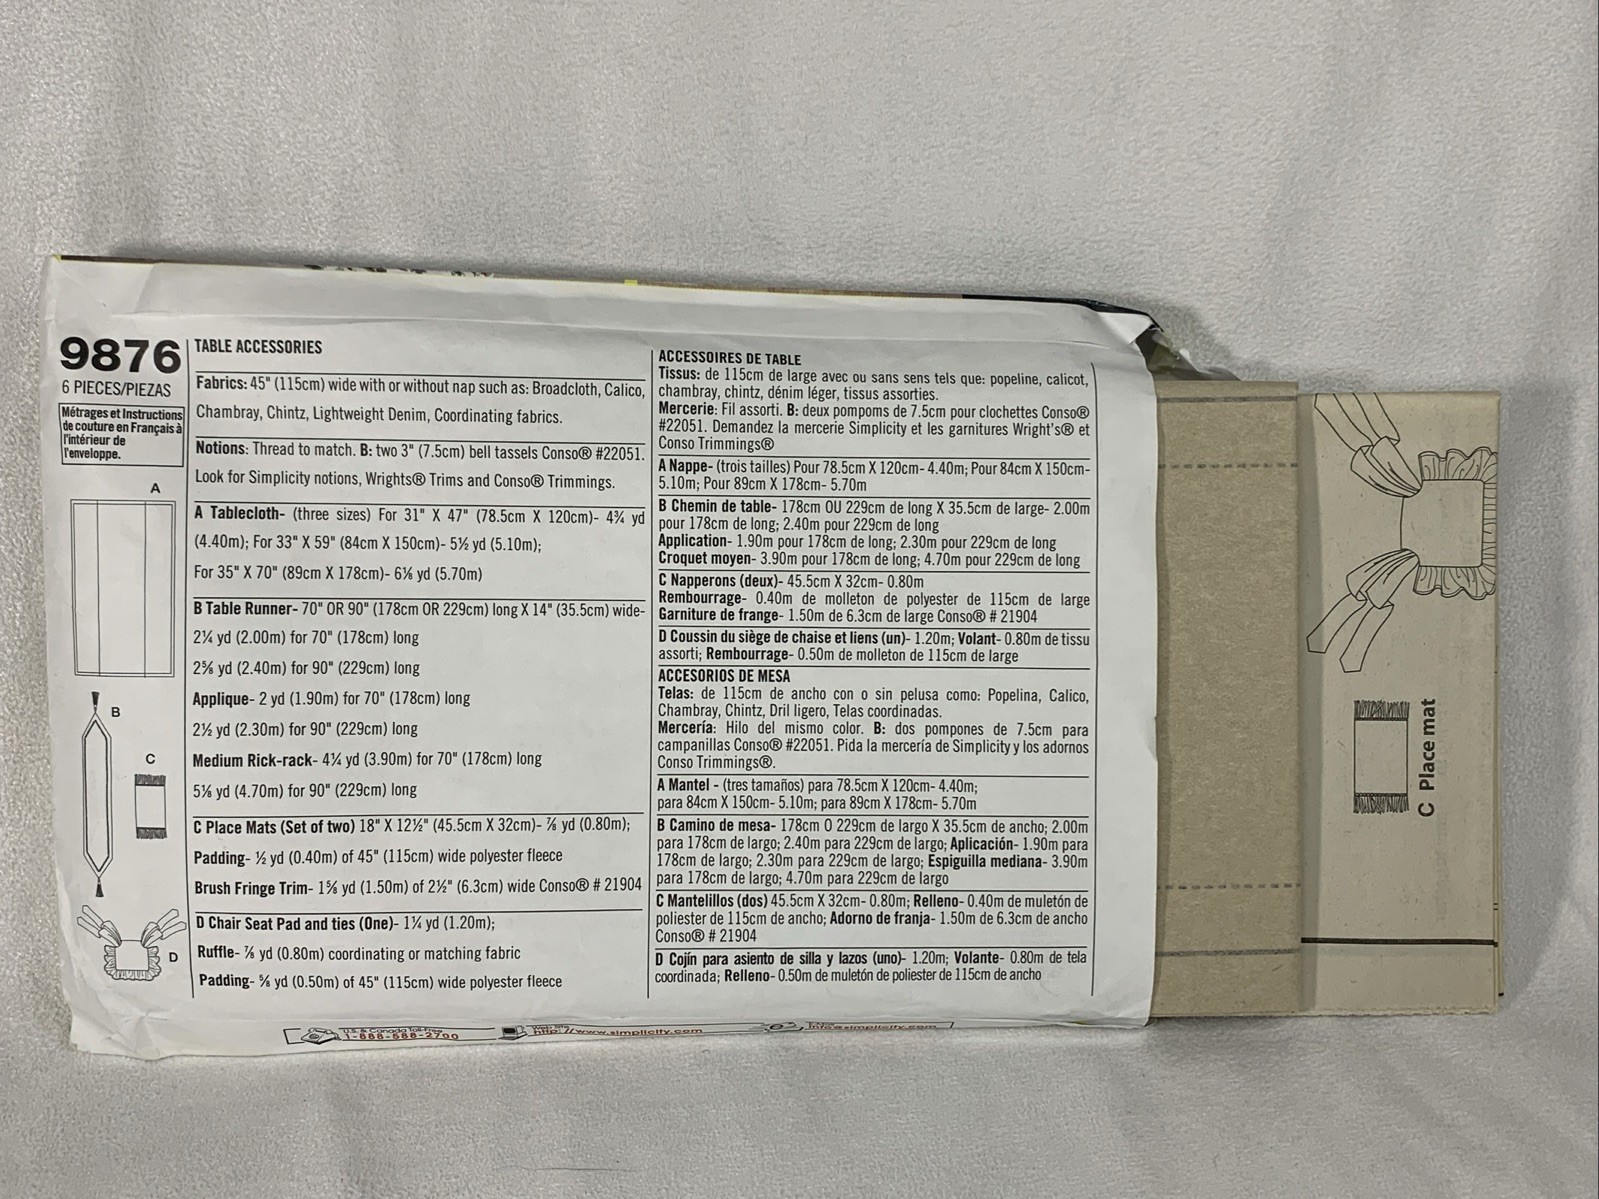 9876
6 PIECES/PIEZAS
Métrages et Instructions
de couture en Français à
l'intérieur de
l'enveloppe.
A
B
C
D
TABLE ACCESSORIES
Fabrics: 45" (115cm) wide with or without nap such as: Broadcloth, Calico,
Chambray, Chintz, Lightweight Denim, Coordinating fabrics.
Notions: Thread to match. B: two 3" (7.5cm) bell tassels Conso® #22051.
Look for Simplicity notions, Wrights® Trims and Conso® Trimmings.
A Tablecloth- (three sizes) For 31" X 47" (78.5cm X 120cm)- 4¾ yd
(4.40m); For 33" X 59" (84cm X 150cm)- 5½ yd (5.10m);
For 35" X 70" (89cm X 178cm)- 6⅛ yd (5.70m)
B Table Runner- 70" OR 90" (178cm OR 229cm) long X 14" (35.5cm) wide-
2¼ yd (2.00m) for 70" (178cm) long
2⅝ yd (2.40m) for 90" (229cm) long
Applique- 2 yd (1.90m) for 70" (178cm) long
2½ yd (2.30m) for 90" (229cm) long
Medium Rick-rack- 4¼ yd (3.90m) for 70" (178cm) long
5⅛ yd (4.70m) for 90" (229cm) long
C Place Mats (Set of two) 18" X 12½" (45.5cm X 32cm)- ⅞ yd (0.80m);
Padding- ½ yd (0.40m) of 45" (115cm) wide polyester fleece
Brush Fringe Trim- 1⅝ yd (1.50m) of 2½" (6.3cm) wide Conso® # 21904
D Chair Seat Pad and ties (One)- 1¼ yd (1.20m);
Ruffle- ⅞ yd (0.80m) coordinating or matching fabric
Padding- ⅝ yd (0.50m) of 45" (115cm) wide polyester fleece
ACCESSOIRES DE TABLE
Tissus: de 115cm de large avec ou sans sens tels que: popeline, calicot,
chambray, chintz, dénim léger, tissus assorties.
Mercerie: Fil assorti. B: deux pompoms de 7.5cm pour clochettes Conso®
#22051. Demandez la mercerie Simplicity et les garnitures Wright's® et
Conso Trimmings®
A Nappe- (trois tailles) Pour 78.5cm X 120cm- 4.40m; Pour 84cm X 150cm-
5.10m; Pour 89cm X 178cm- 5.70m
B Chemin de table- 178cm OU 229cm de long X 35.5cm de large- 2.00m
pour 178cm de long; 2.40m pour 229cm de long
Application- 1.90m pour 178cm de long; 2.30m pour 229cm de long
Croquet moyen- 3.90m pour 178cm de long; 4.70m pour 229cm de long
C Napperons (deux)- 45.5cm X 32cm- 0.80m
Rembourrage- 0.40m de molleton de polyester de 115cm de large
Garniture de frange- 1.50m de 6.3cm de large Conso® # 21904
D Coussin du siège de chaise et liens (un)- 1.20m; Volant- 0.80m de tissu
assorti; Rembourrage- 0.50m de molleton de 115cm de large
ACCESORIOS DE MESA
Telas: de 115cm de ancho con o sin pelusa como: Popelina, Calico,
Chambray, Chintz, Dril ligero, Telas coordinadas.
Mercería: Hilo del mismo color. B: dos pompones de 7.5cm para
campanillas Conso® #22051. Pida la mercería de Simplicity y los adornos
Conso Trimmings®.
A Mantel - (tres tamaños) para 78.5cm X 120cm- 4.40m;
para 84cm X 150cm- 5.10m; para 89cm X 178cm- 5.70m
B Camino de mesa- 178cm O 229cm de largo X 35.5cm de ancho; 2.00m
para 178cm de largo; 2.40m para 229cm de largo; Aplicación- 1.90m para
178cm de largo; 2.30m para 229cm de largo; Espiguilla mediana- 3.90m
para 178cm de largo; 4.70m para 229cm de largo
C Mantelillos (dos) 45.5cm X 32cm- 0.80m; Relleno- 0.40m de muletón de
poliester de 115cm de ancho; Adorno de franja- 1.50m de 6.3cm de ancho
Conso® # 21904
D Cojín para asiento de silla y lazos (uno)- 1.20m; Volante- 0.80m de tela
coordinada; Relleno- 0.50m de muletón de poliester de 115cm de ancho
U.S. & Canada Toll-Free
1-888-588-2700
Web Site
http://www.simplicity.com
info@simplicity.com
C Place mat